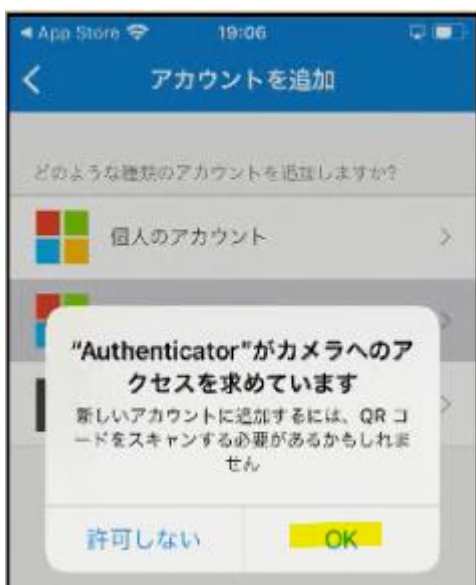 App Store 19:06
アカウントを追加
どのような種類のアカウントを追加しますか?
個人のアカウント
"Authenticator"がカメラへのア
クセスを求めています
新しいアカウントに追加するには、QR コ
ードをスキャンする必要があるかもしれま
せん
許可しない OK